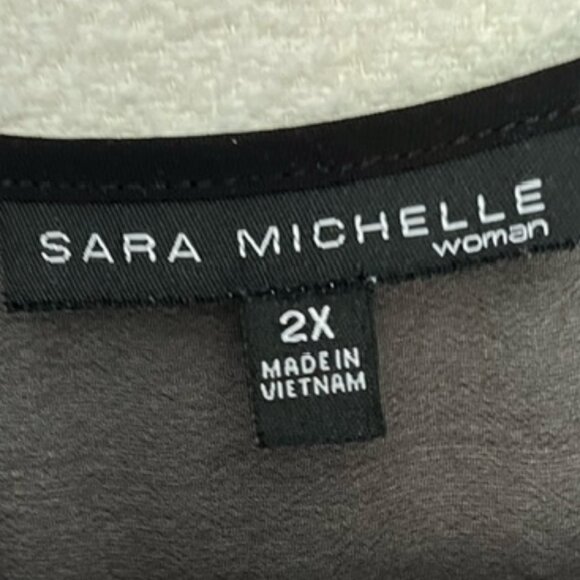 SARA MICHELLE
woman
2X
MADE IN
VIETNAM